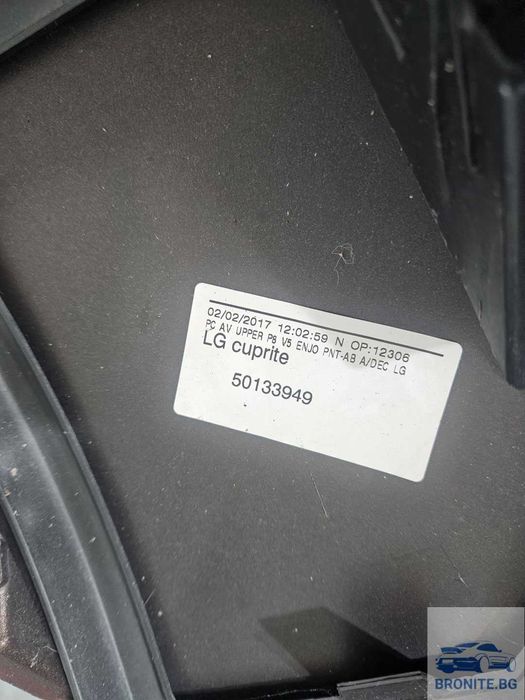 02/02/2017 12:02:59 N OP:12306
PC AV UPPER P8 V5 ENJO PNT-AB A/DEC LG
LG cuprite
50133949
BRONITE.BG